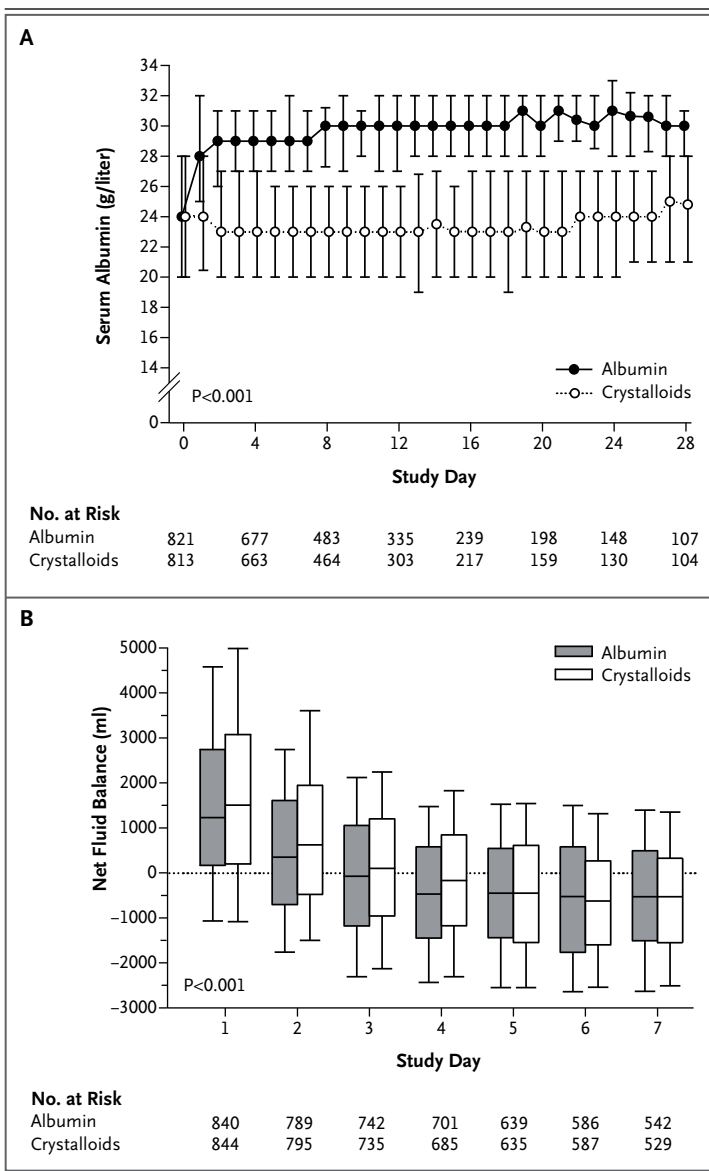 A
34
32
30
28
26
24
22
20
18
16
14
0
Serum Albumin (g/liter)
Albumin
Crystalloids
P<0.001
0 4 8 12 16 20 24 28
Study Day
No. at Risk
Albumin 821 677 483 335 239 198 148 107
Crystalloids 813 663 464 303 217 159 130 104
B
5000
4000
3000
2000
1000
0
−1000
−2000
−3000
Net Fluid Balance (ml)
Albumin
Crystalloids
P<0.001
1 2 3 4 5 6 7
Study Day
No. at Risk
Albumin 840 789 742 701 639 586 542
Crystalloids 844 795 735 685 635 587 529